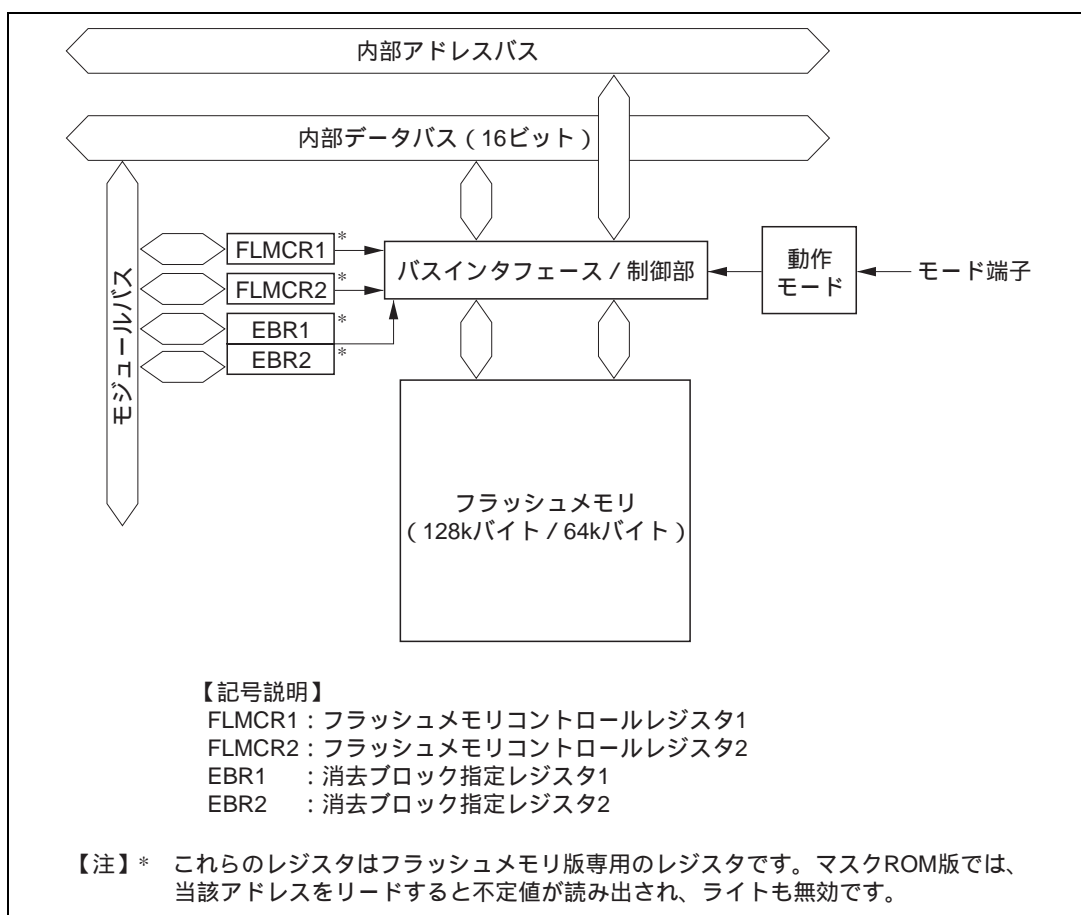 内部アドレスバス
内部データバス（16ビット）
モジュールバス
FLMCR1 *
FLMCR2 *
EBR1 *
EBR2 *
バスインタフェース / 制御部
動作
モード
モード端子
フラッシュメモリ
（128kバイト / 64kバイト）
【記号説明】
FLMCR1：フラッシュメモリコントロールレジスタ1
FLMCR2：フラッシュメモリコントロールレジスタ2
EBR1　：消去ブロック指定レジスタ1
EBR2　：消去ブロック指定レジスタ2
【注】*　これらのレジスタはフラッシュメモリ版専用のレジスタです。マスクROM版では、
当該アドレスをリードすると不定値が読み出され、ライトも無効です。